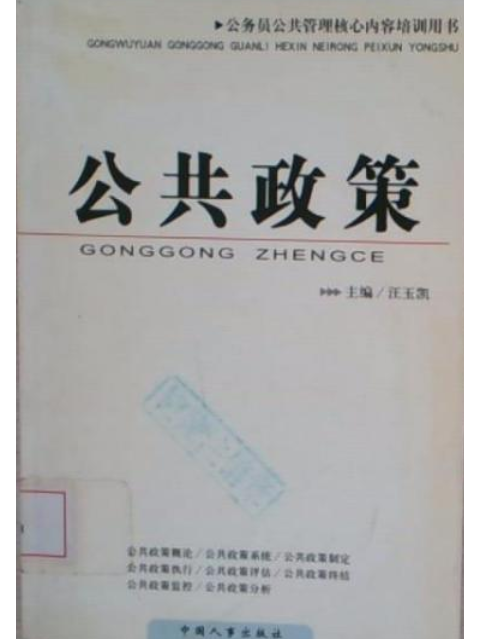 ▶公务员公共管理核心内容培训用书
GONGWUYUAN GONGGONG GUANLI HEXIN NEIRONG PEIXUN YONGSHU
公共政策
GONGGONG ZHENGCE
主编/汪玉凯
公共政策概论/公共政策系统/公共政策制定
公共政策执行/公共政策评估/公共政策终结
公共政策监控/公共政策分析
中国人事出版社